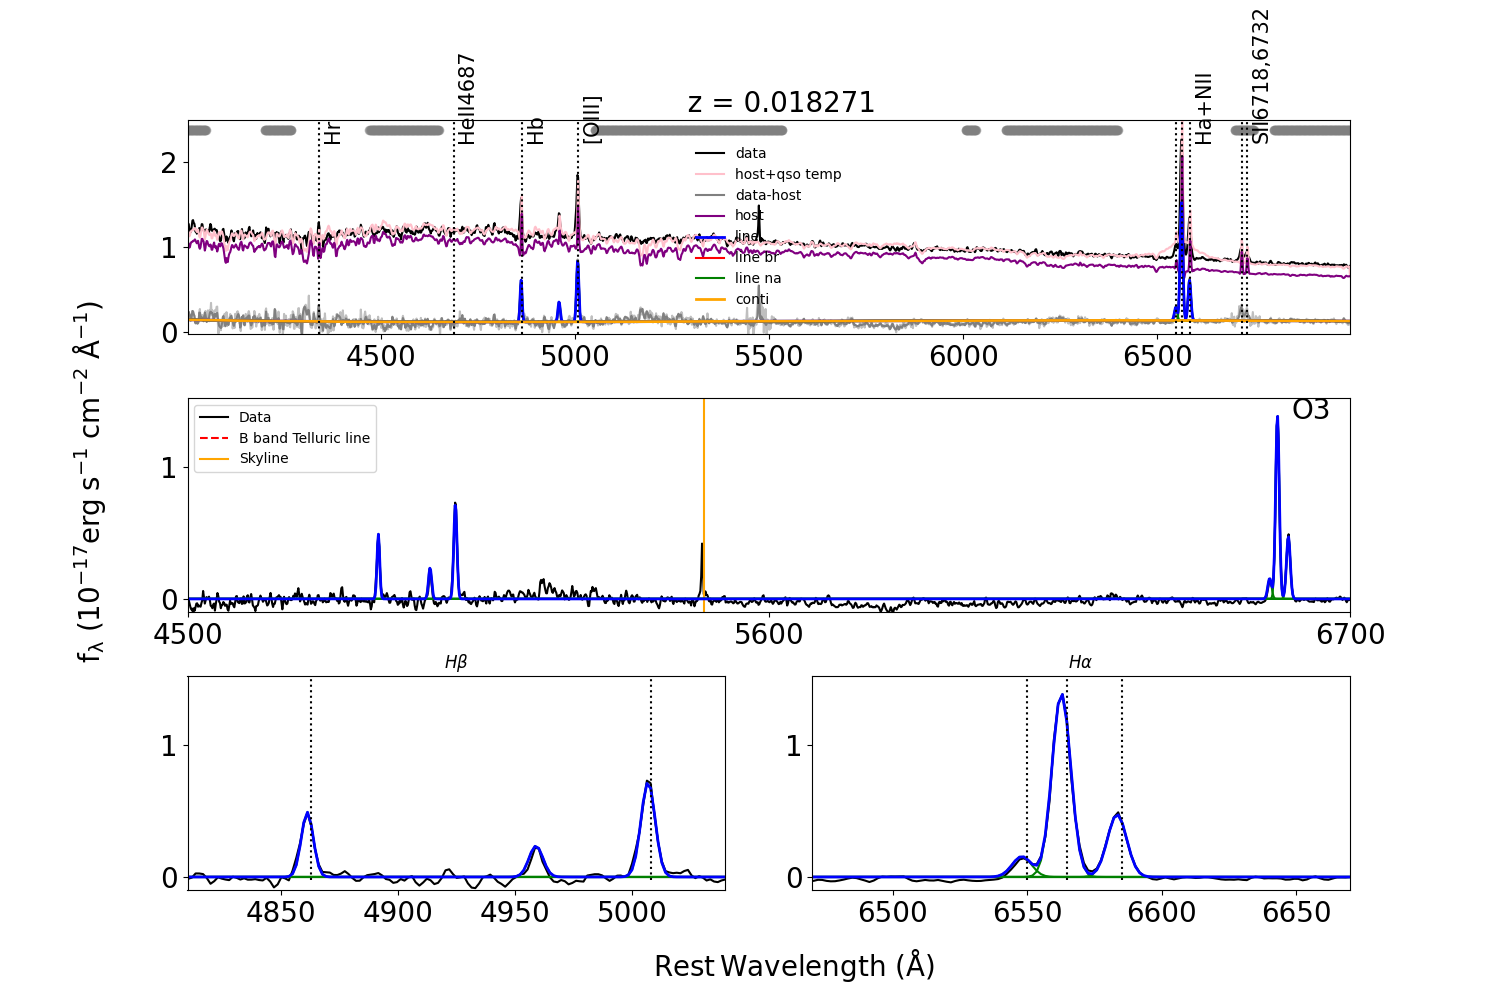 z = 0.018271
Hr
HeII4687
Hb
[OIII]
Ha+NII
SII6718,6732
data
host+qso temp
data-host
host
line
line br
line na
conti
2
1
0
4500 5000 5500 6000 6500
fλ (10⁻¹⁷erg s⁻¹ cm⁻² Å⁻¹)
Data
B band Telluric line
Skyline
O3
1
0
4500 5600 6700
Hβ
1
0
4850 4900 4950 5000
Hα
1
0
6500 6550 6600 6650
Rest Wavelength (Å)